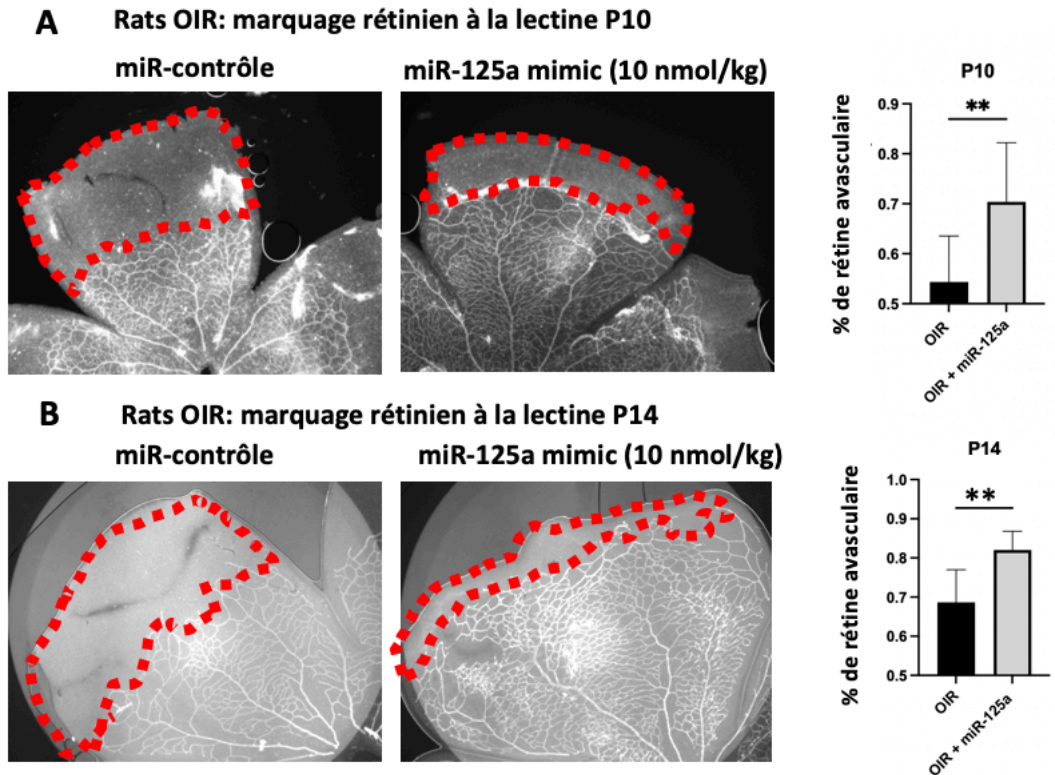 A
Rats OIR: marquage rétinien à la lectine P10
miR-contrôle
miR-125a mimic (10 nmol/kg)
P10
% de rétine avasculaire
0.9
**
0.8
0.7
0.6
0.5
OIR
OIR + miR-125a
B
Rats OIR: marquage rétinien à la lectine P14
miR-contrôle
miR-125a mimic (10 nmol/kg)
P14
% de rétine avasculaire
1.0
**
0.9
0.8
0.7
0.6
0.5
OIR
OIR + miR-125a